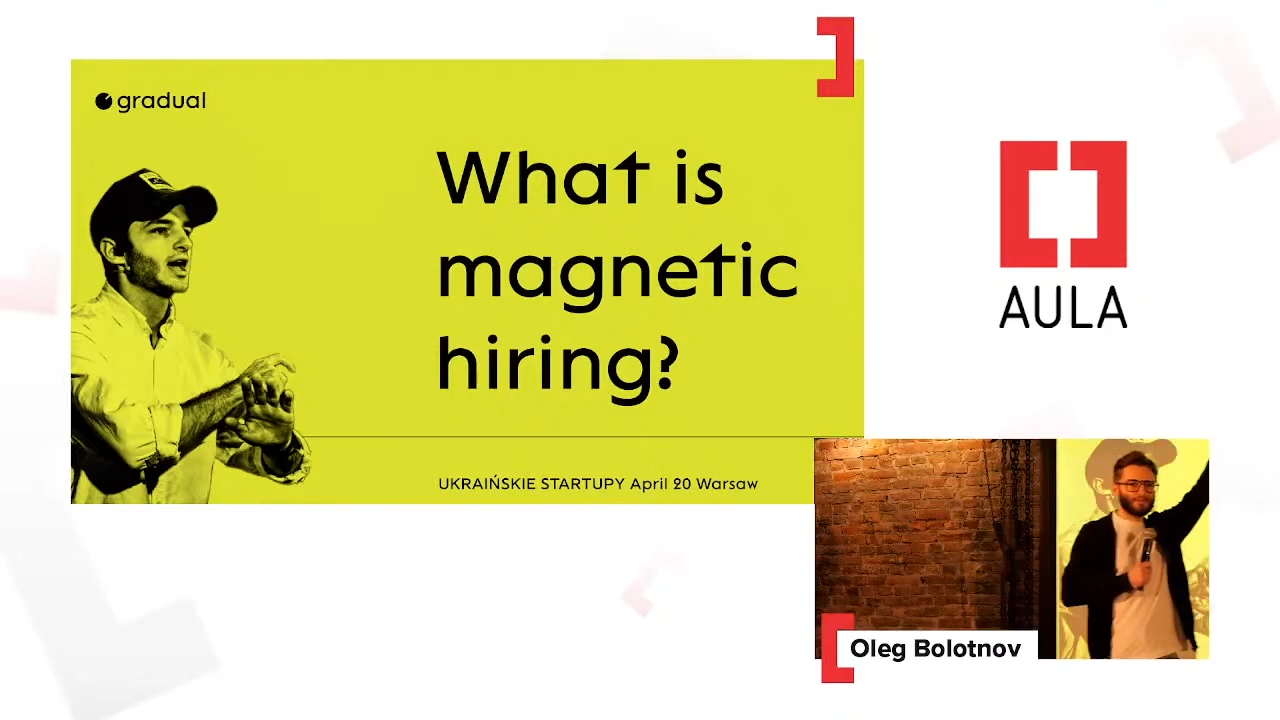 gradual
What is
magnetic
hiring?
UKRAIŃSKIE STARTUPY April 20 Warsaw
AULA
Oleg Bolotnov